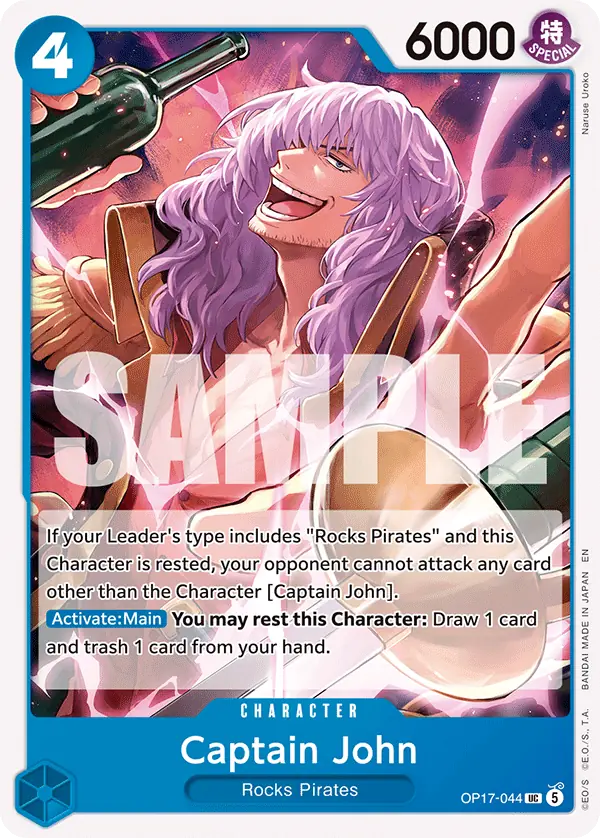 4
6000
特
SPECIAL
Naruse Uroko
SAMPLE
If your Leader's type includes "Rocks Pirates" and this
Character is rested, your opponent cannot attack any card
other than the Character [Captain John].
Activate:Main You may rest this Character: Draw 1 card
and trash 1 card from your hand.
CHARACTER
Captain John
Rocks Pirates
OP17-044 UC 5
©EO/S ©E.O./S., T.A. BANDAI MADE IN JAPAN EN